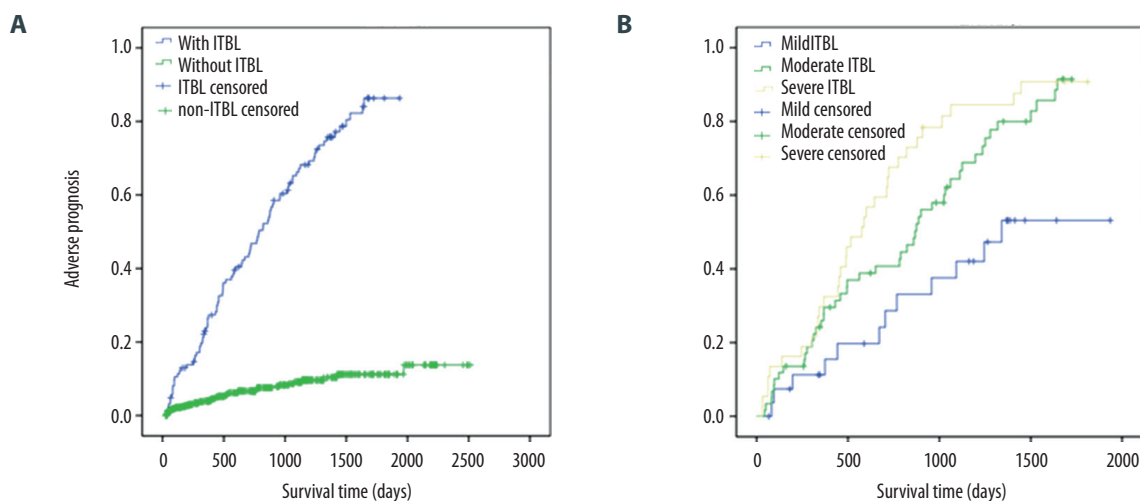 A
With ITBL
Without ITBL
ITBL censored
non-ITBL censored
1.0
0.8
0.6
0.4
0.2
0.0
Adverse prognosis
0 500 1000 1500 2000 2500 3000
Survival time (days)
B
MildITBL
Moderate ITBL
Severe ITBL
Mild censored
Moderate censored
Severe censored
1.0
0.8
0.6
0.4
0.2
0.0
0 500 1000 1500 2000
Survival time (days)